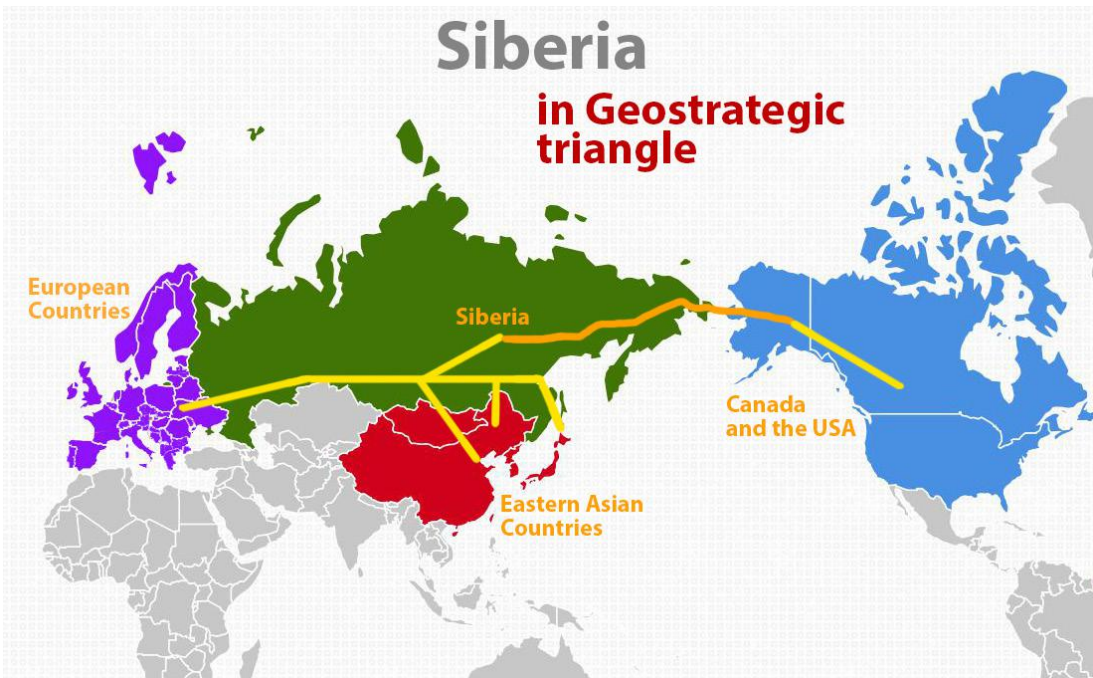 Siberia
in Geostrategic
triangle
European
Countries
Siberia
Canada
and the USA
Eastern Asian
Countries